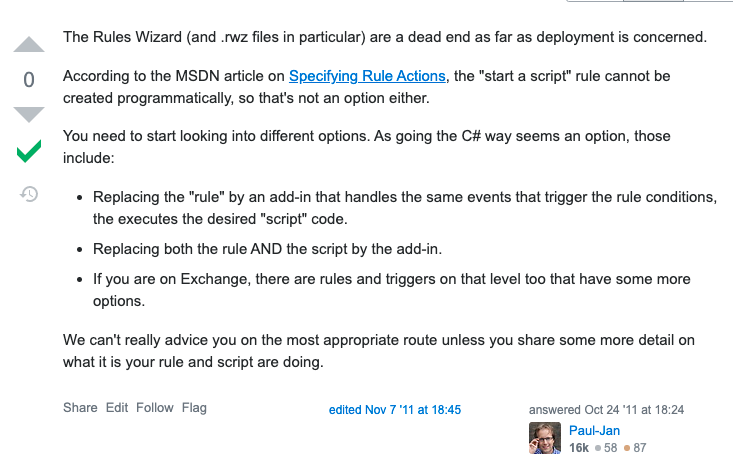 The Rules Wizard (and .rwz files in particular) are a dead end as far as deployment is concerned.
0
According to the MSDN article on Specifying Rule Actions, the "start a script" rule cannot be
created programmatically, so that's not an option either.
You need to start looking into different options. As going the C# way seems an option, those
include:
• Replacing the "rule" by an add-in that handles the same events that trigger the rule conditions,
the executes the desired "script" code.
• Replacing both the rule AND the script by the add-in.
• If you are on Exchange, there are rules and triggers on that level too that have some more
options.
We can't really advice you on the most appropriate route unless you share some more detail on
what it is your rule and script are doing.
Share Edit Follow Flag
edited Nov 7 '11 at 18:45
answered Oct 24 '11 at 18:24
Paul-Jan
16k 58 87